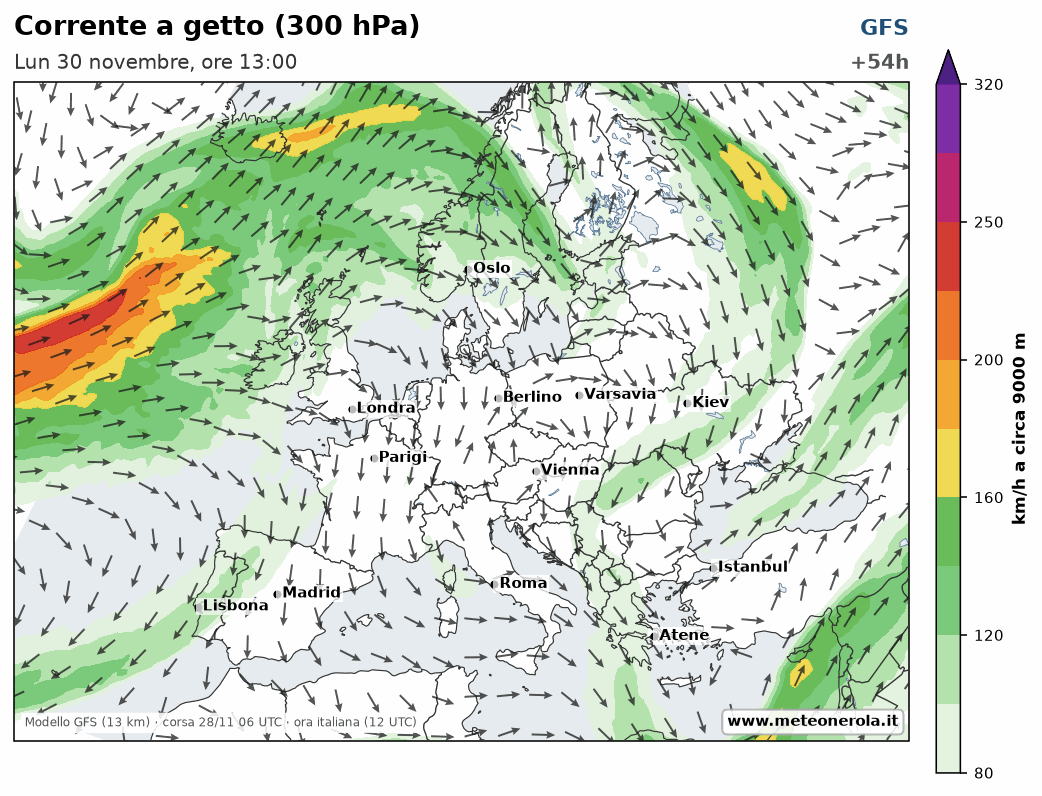 Corrente a getto (300 hPa)
GFS
Lun 30 novembre, ore 13:00
+54h
320
250
200
160
120
80
km/h a circa 9000 m
Oslo
Londra
Berlino
Varsavia
Kiev
Parigi
Vienna
Istanbul
Roma
Madrid
Lisbona
Atene
Modello GFS (13 km) · corsa 28/11 06 UTC · ora italiana (12 UTC)
www.meteonerola.it